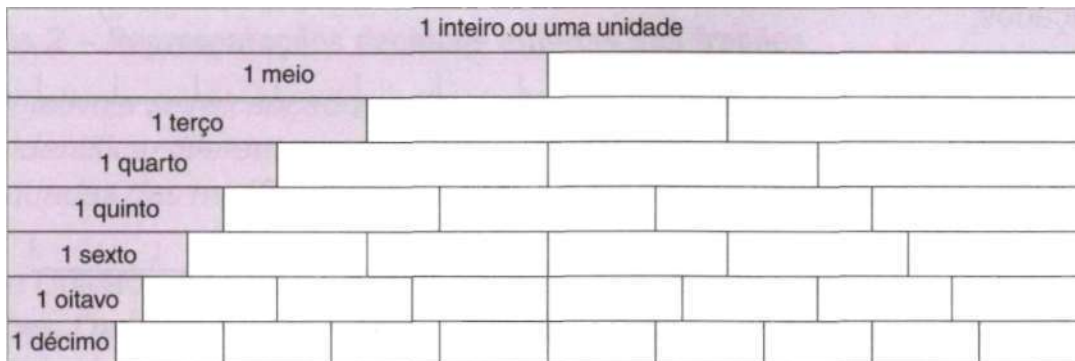 1 inteiro ou uma unidade
1 meio
1 terço
1 quarto
1 quinto
1 sexto
1 oitavo
1 décimo